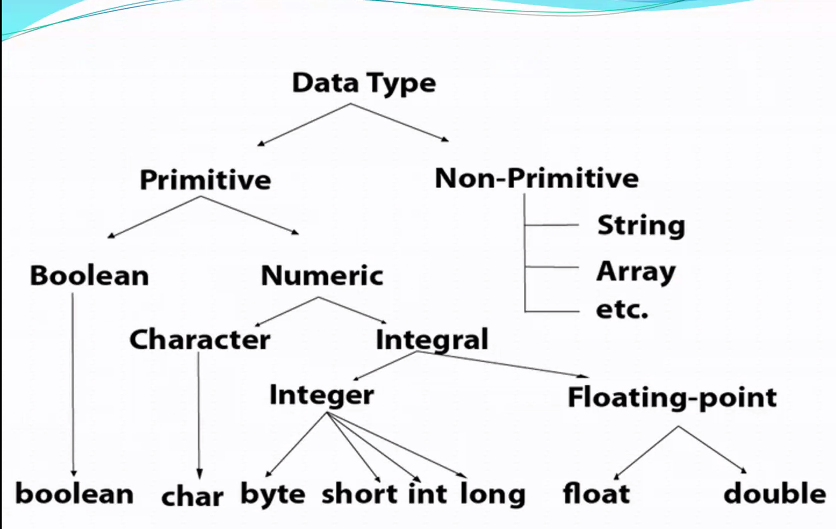 Data Type
Primitive
Non-Primitive
String
Boolean
Numeric
Array
etc.
Character
Integral
Integer
Floating-point
boolean char byte short int long float double